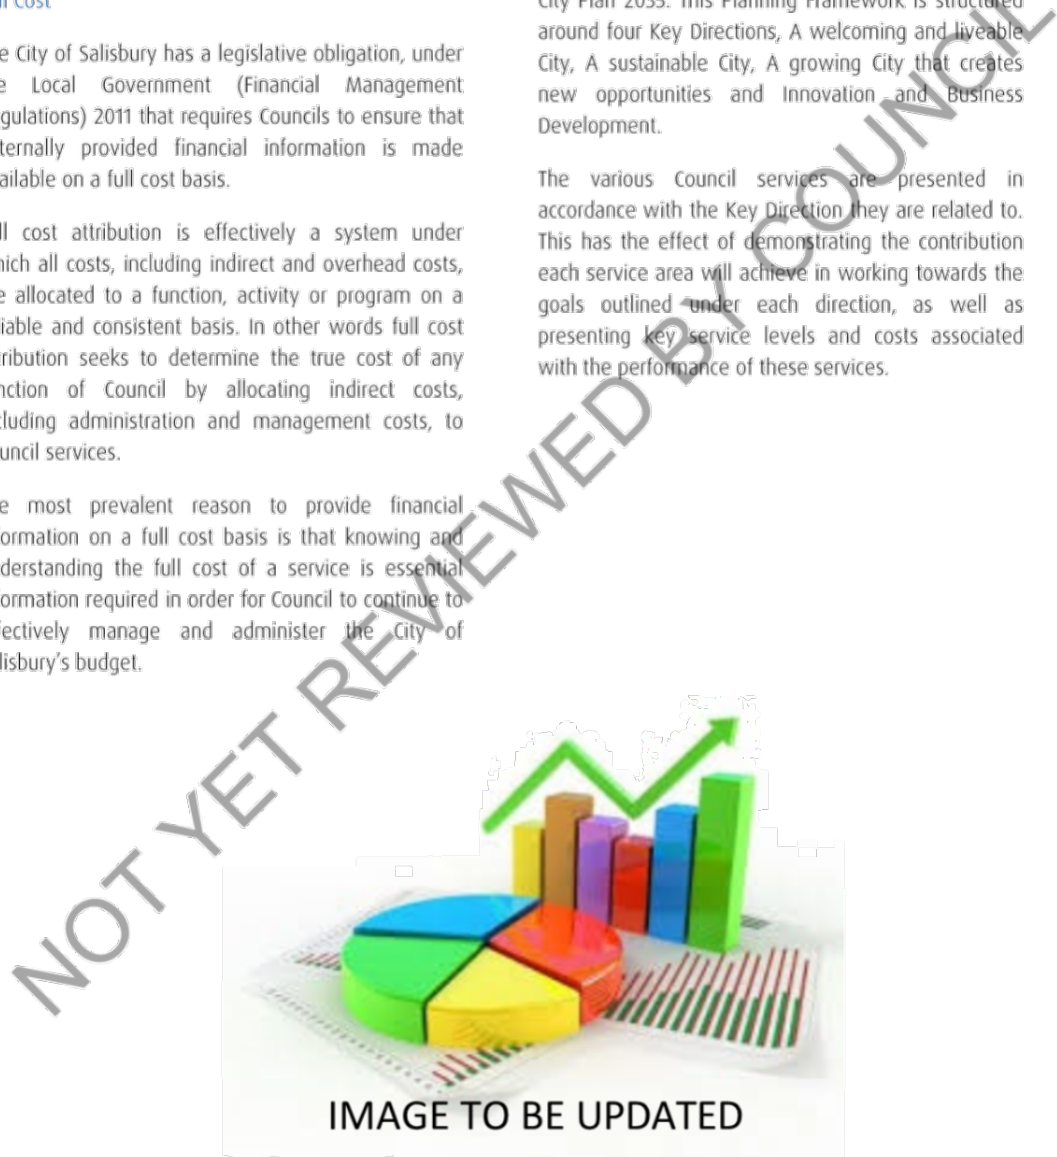 Cost
City of Salisbury has a legislative obligation, under
Local Government (Financial Management
gulations) 2011 that requires Councils to ensure that
ternally provided financial information is made
ailable on a full cost basis.
ll cost attribution is effectively a system under
hich all costs, including indirect and overhead costs,
e allocated to a function, activity or program on a
iable and consistent basis. In other words full cost
tribution seeks to determine the true cost of any
nction of Council by allocating indirect costs,
cluding administration and management costs, to
uncil services.
e most prevalent reason to provide financial
formation on a full cost basis is that knowing and
derstanding the full cost of a service is essential
formation required in order for Council to continue to
fectively manage and administer the City of
lisbury's budget.
City Plan 2035. This Planning Framework is structured
around four Key Directions, A welcoming and liveable
City, A sustainable City, A growing City that creates
new opportunities and Innovation and Business
Development.
The various Council services are presented in
accordance with the Key Direction they are related to.
This has the effect of demonstrating the contribution
each service area will achieve in working towards the
goals outlined under each direction, as well as
presenting key service levels and costs associated
with the performance of these services.
NOT YET REVIEWED BY COUNCIL
IMAGE TO BE UPDATED